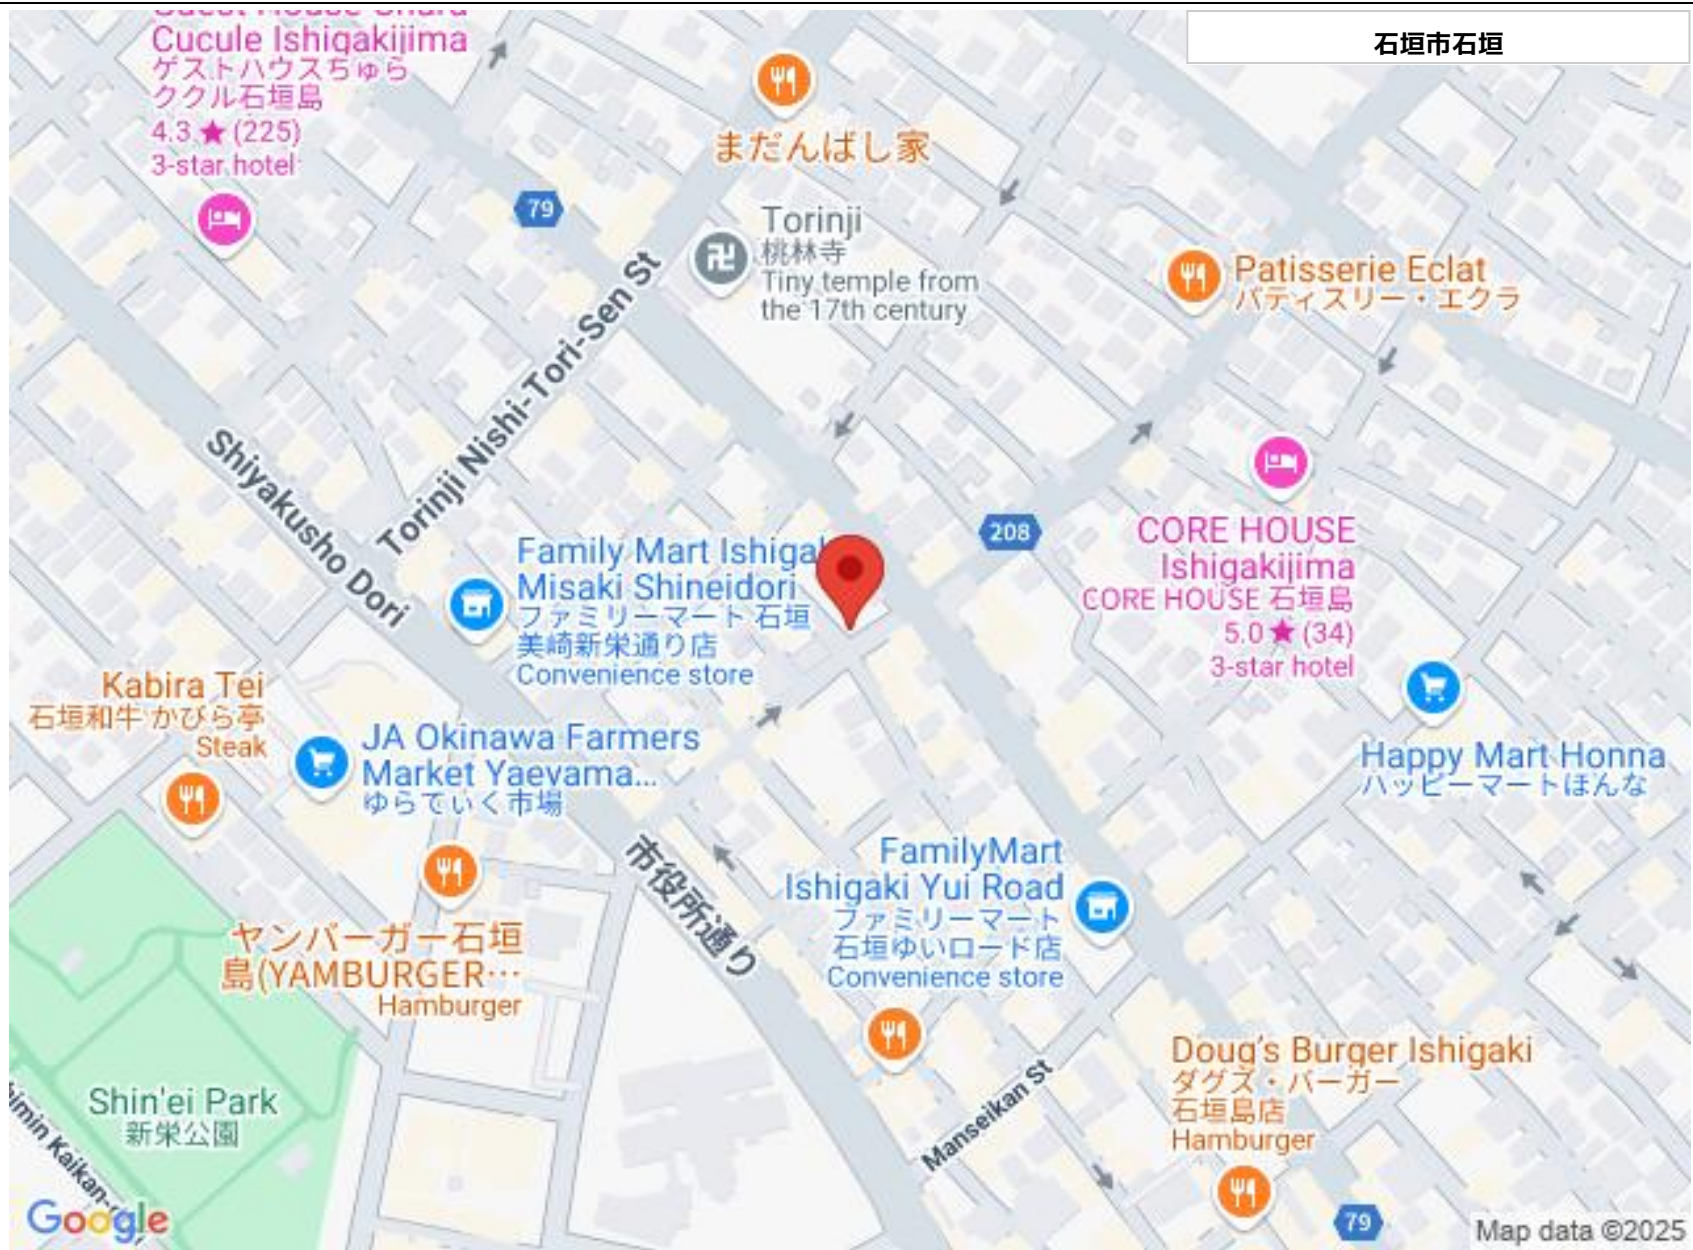 石垣市石垣
Guest House Chura
Cucule Ishigakijima
ゲストハウスちゅら
ククル石垣島
4.3 ★ (225)
3-star hotel
まだんばし家
79
Torinji
桃林寺
Tiny temple from
the 17th century
Patisserie Eclat
パティスリー・エクラ
Torinji Nishi-Tori-Sen St
Shiyakusho Dori
208
CORE HOUSE
Ishigakijima
CORE HOUSE 石垣島
5.0 ★ (34)
3-star hotel
Family Mart Ishigak
Misaki Shineidori
ファミリーマート 石垣
美崎新栄通り店
Convenience store
Kabira Tei
石垣和牛 かびら亭
Steak
JA Okinawa Farmers
Market Yaeyama...
ゆらてぃく市場
Happy Mart Honna
ハッピーマートほんな
市役所通り
FamilyMart
Ishigaki Yui Road
ファミリーマート
石垣ゆいロード店
Convenience store
ヤンバーガー石垣
島(YAMBURGER…
Hamburger
Doug's Burger Ishigaki
ダグズ・バーガー
石垣島店
Hamburger
Manseikan St
Shin'ei Park
新栄公園
imin Kaikan-
79
Google
Map data ©2025